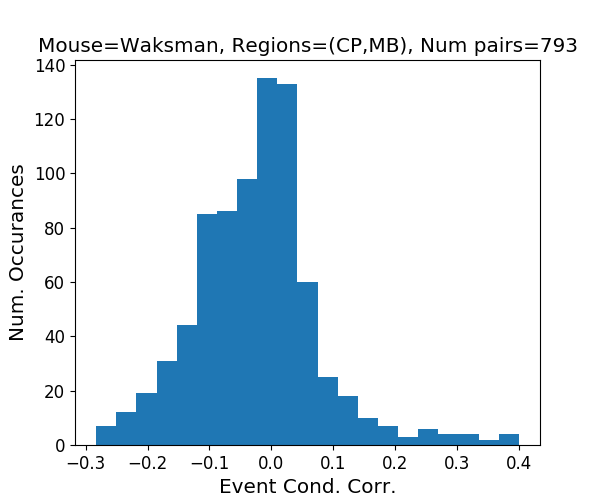 Mouse=Waksman, Regions=(CP,MB), Num pairs=793
Num. Occurances
140
120
100
80
60
40
20
0
−0.3 −0.2 −0.1 0.0 0.1 0.2 0.3 0.4
Event Cond. Corr.